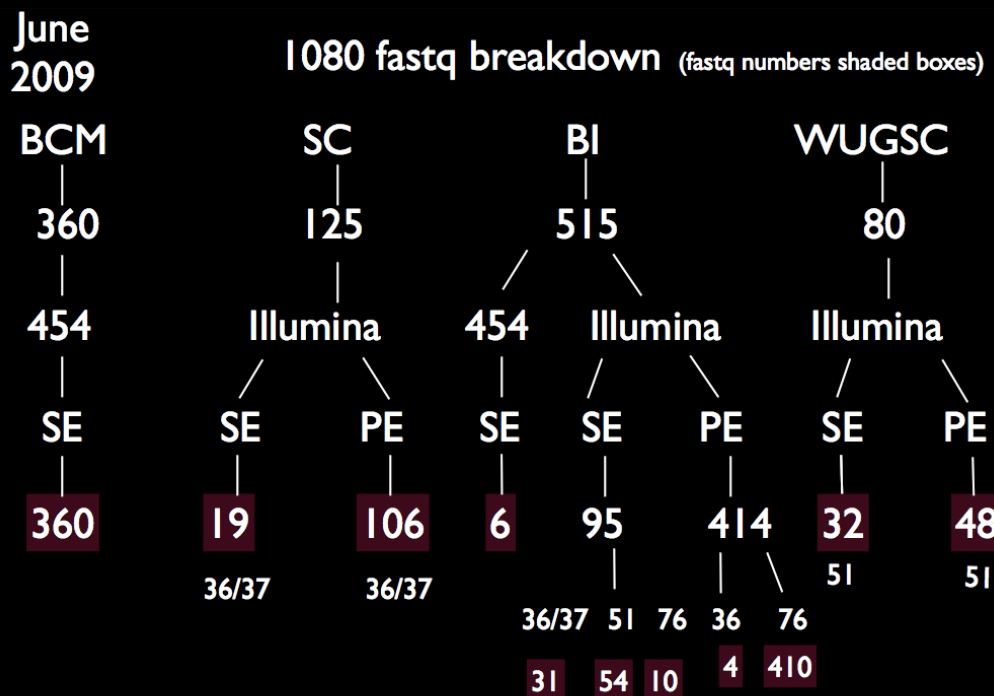 June
2009
1080 fastq breakdown (fastq numbers shaded boxes)
BCM SC BI WUGSC
360 125 515 80
454 Illumina 454 Illumina Illumina
SE SE PE SE SE PE SE PE
360 19 106 6 95 414 32 48
36/37 36/37 51 51
36/37 51 76 36 76
31 54 10 4 410